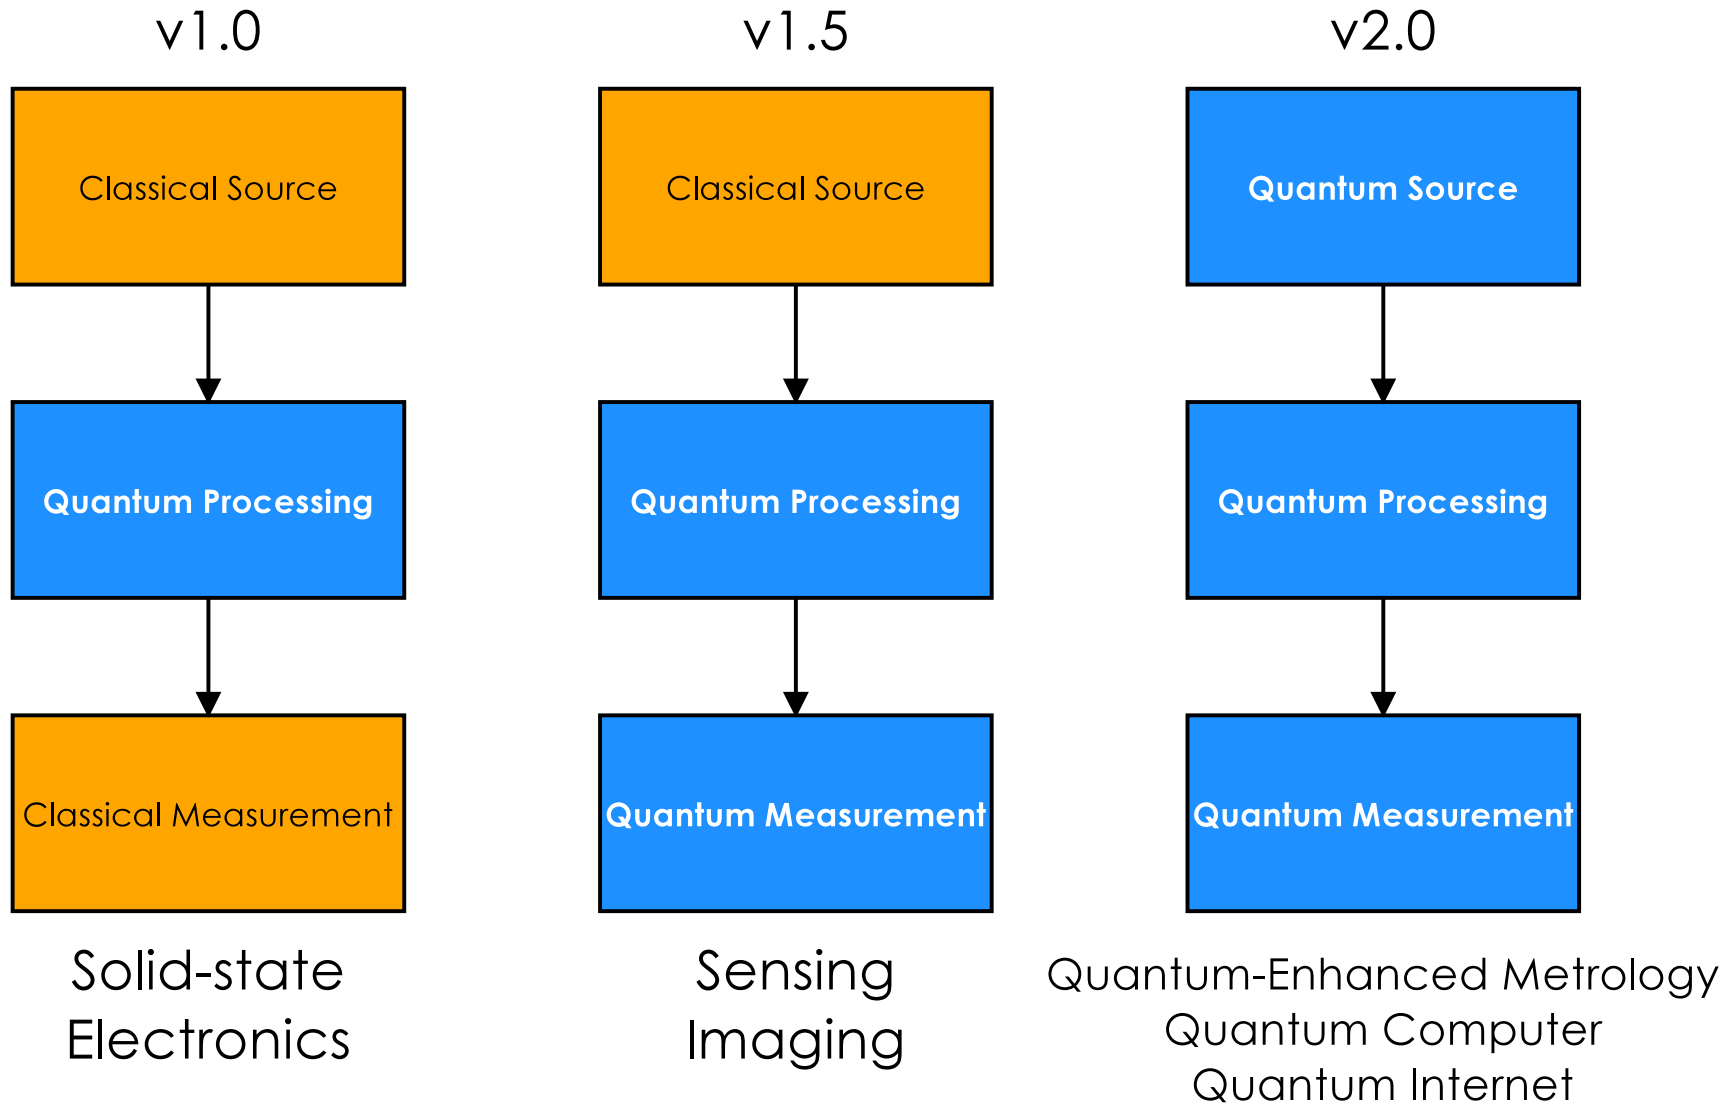 v1.0
Classical Source
Quantum Processing
Classical Measurement
Solid-state
Electronics
v1.5
Classical Source
Quantum Processing
Quantum Measurement
Sensing
Imaging
v2.0
Quantum Source
Quantum Processing
Quantum Measurement
Quantum-Enhanced Metrology
Quantum Computer
Quantum Internet